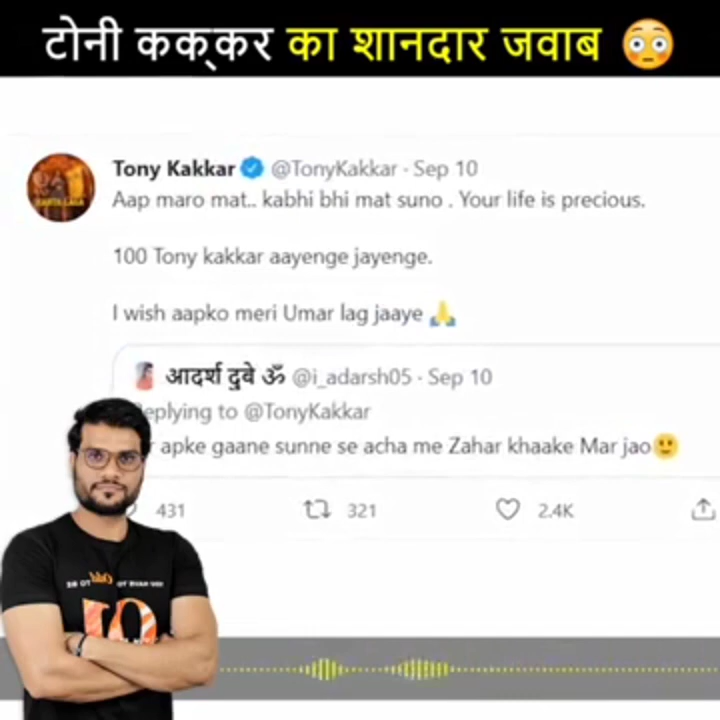 टोनी कक्कर का शानदार जवाब 😳
Tony Kakkar @TonyKakkar · Sep 10
Aap maro mat.. kabhi bhi mat suno . Your life is precious.
100 Tony kakkar aayenge jayenge.
I wish aapko meri Umar lag jaaye 🙏
आदर्श दुबे ॐ @i_adarsh05 · Sep 10
eplying to @TonyKakkar
apke gaane sunne se acha me Zahar khaake Mar jao🙂
431 321 2.4K